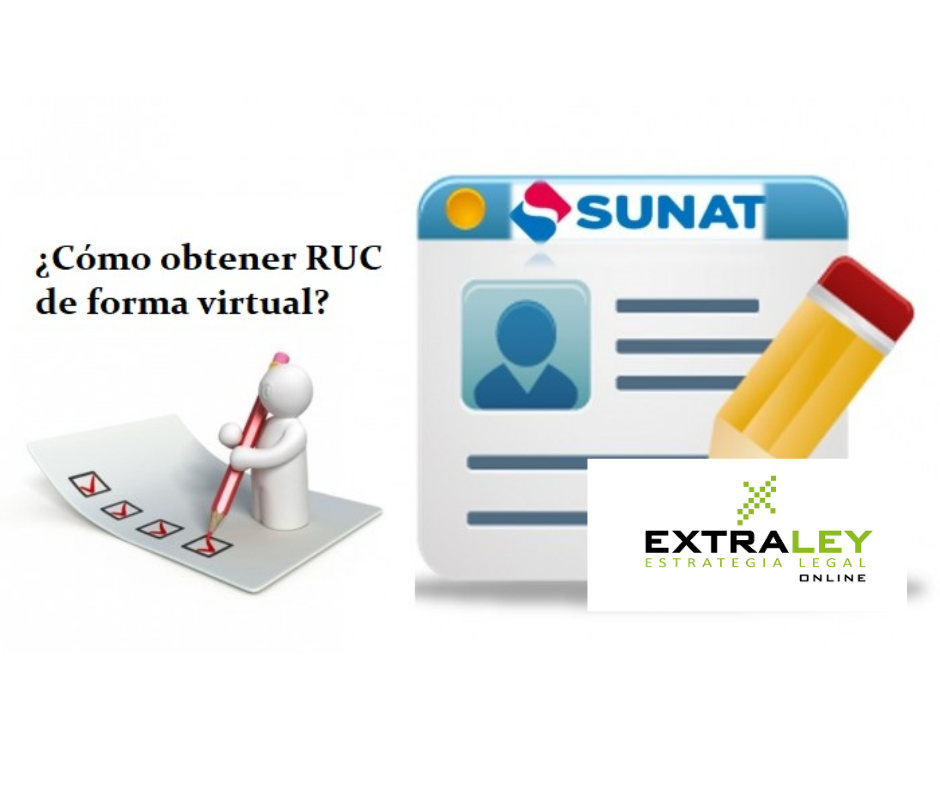 ¿Cómo obtener RUC
de forma virtual?
SUNAT
EXTRALEY
ESTRATEGIA LEGAL
ONLINE